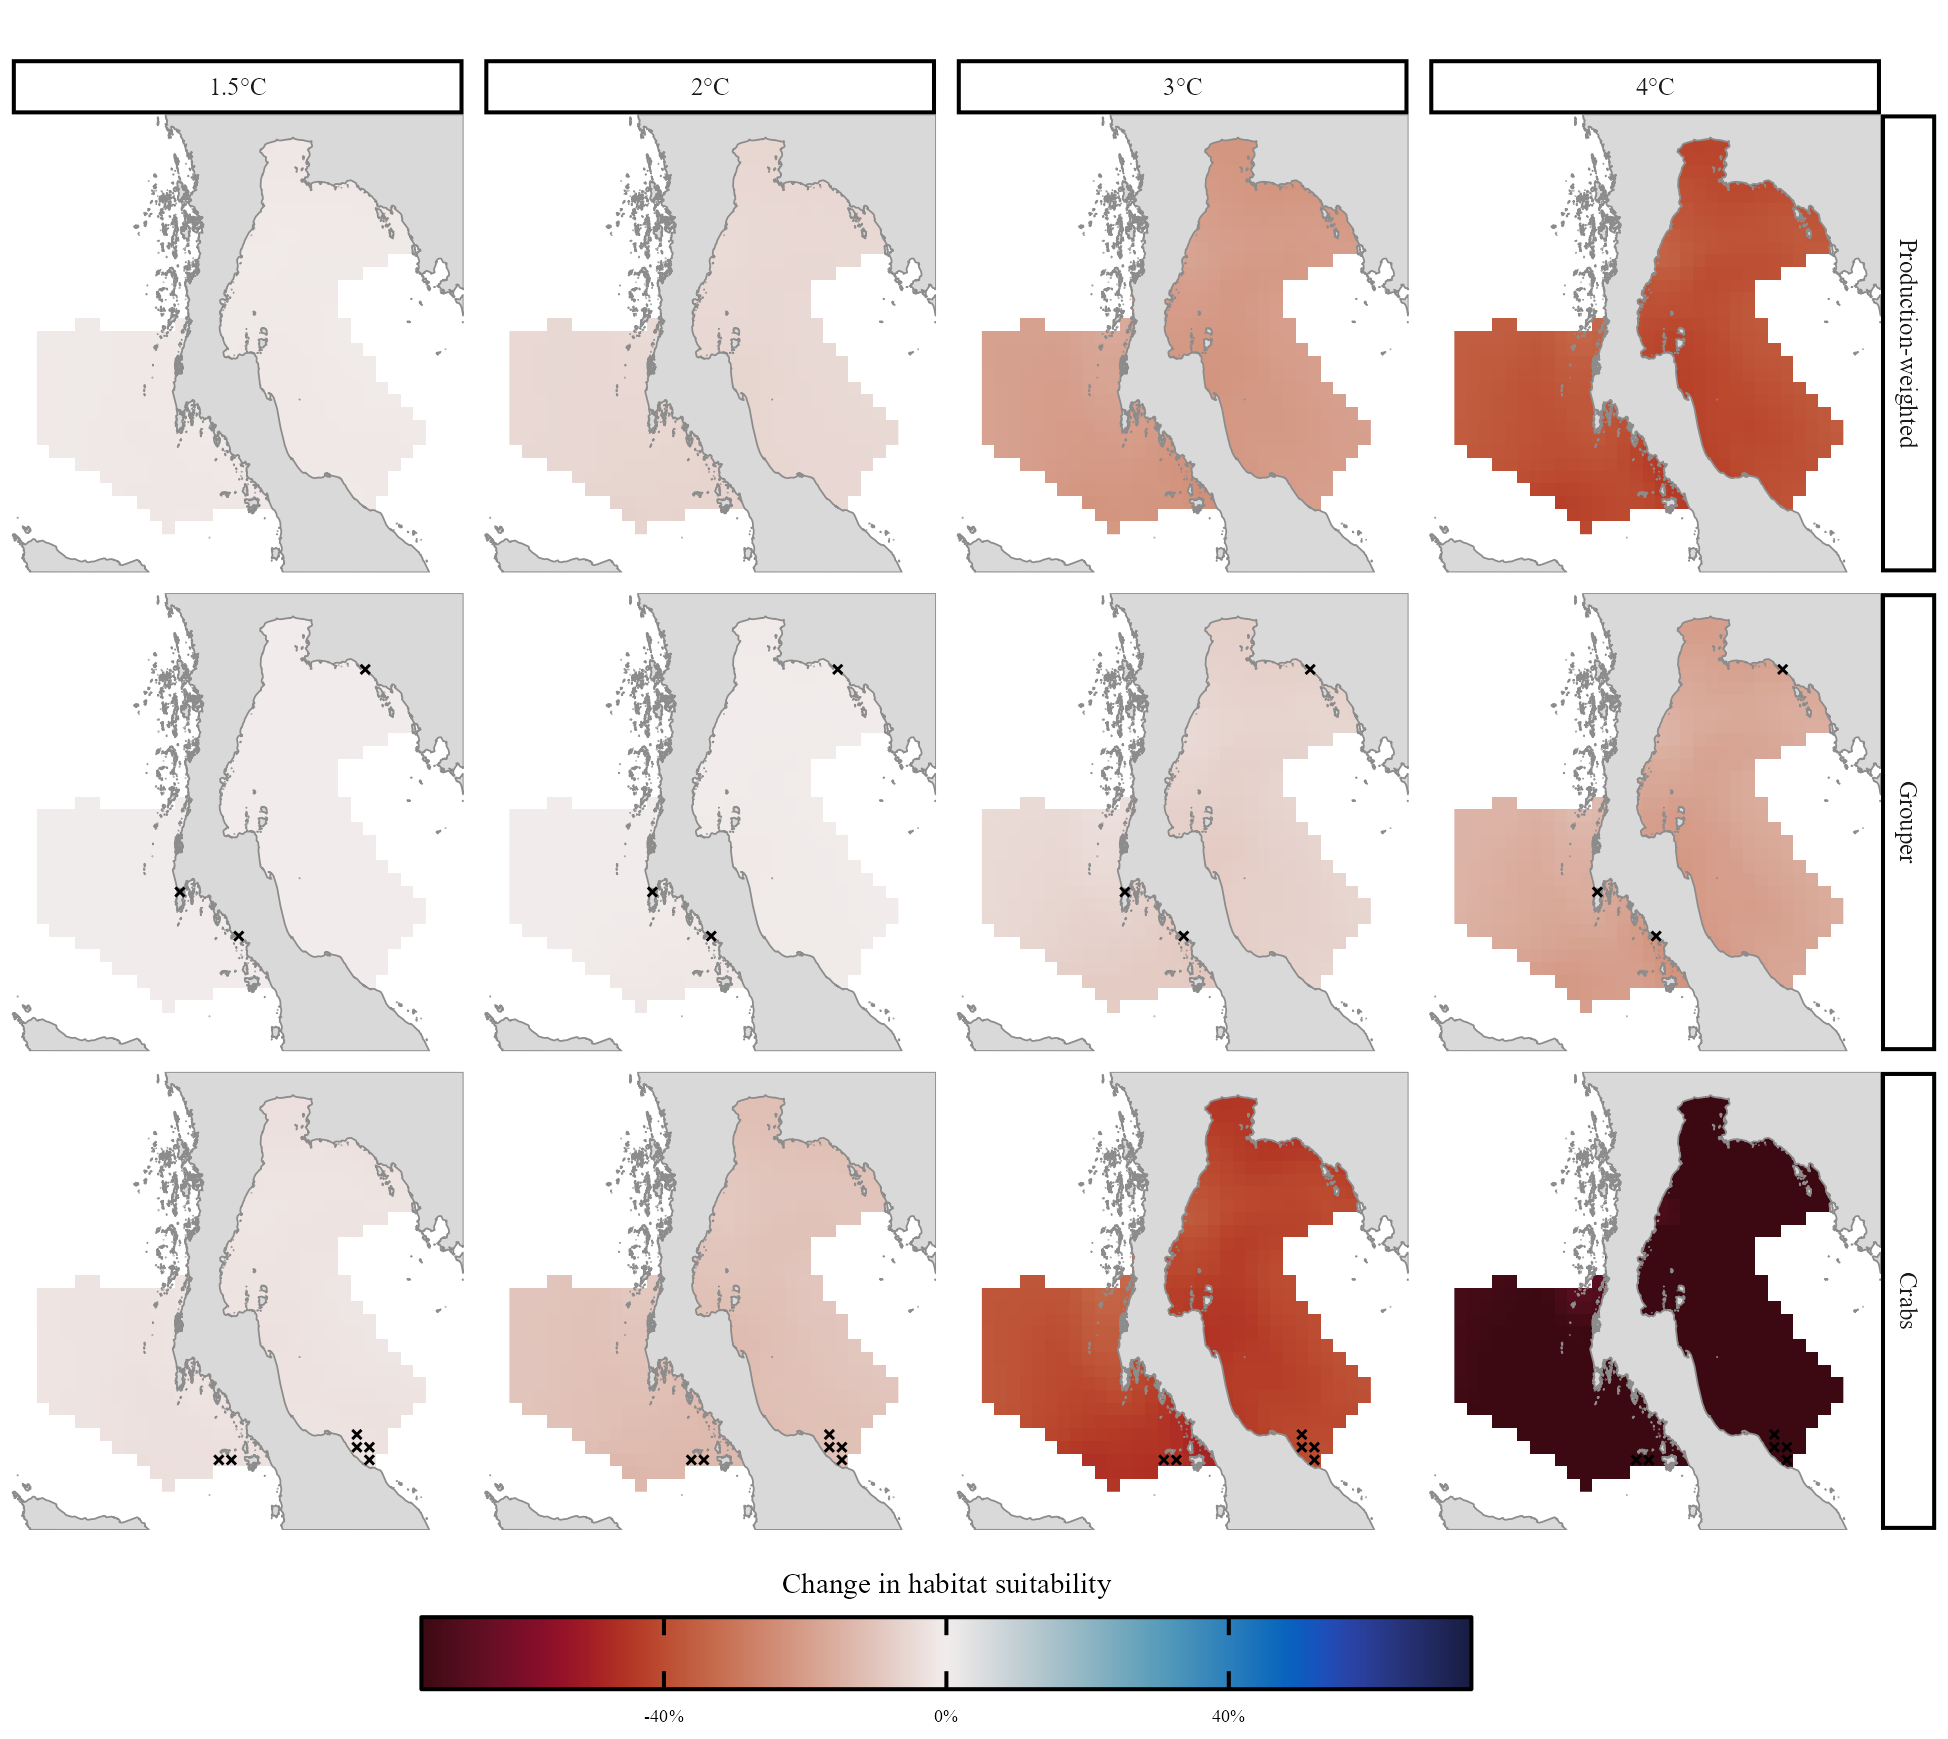 1.5°C
2°C
3°C
4°C
Production-weighted
Grouper
Crabs
Change in habitat suitability
-40%
0%
40%